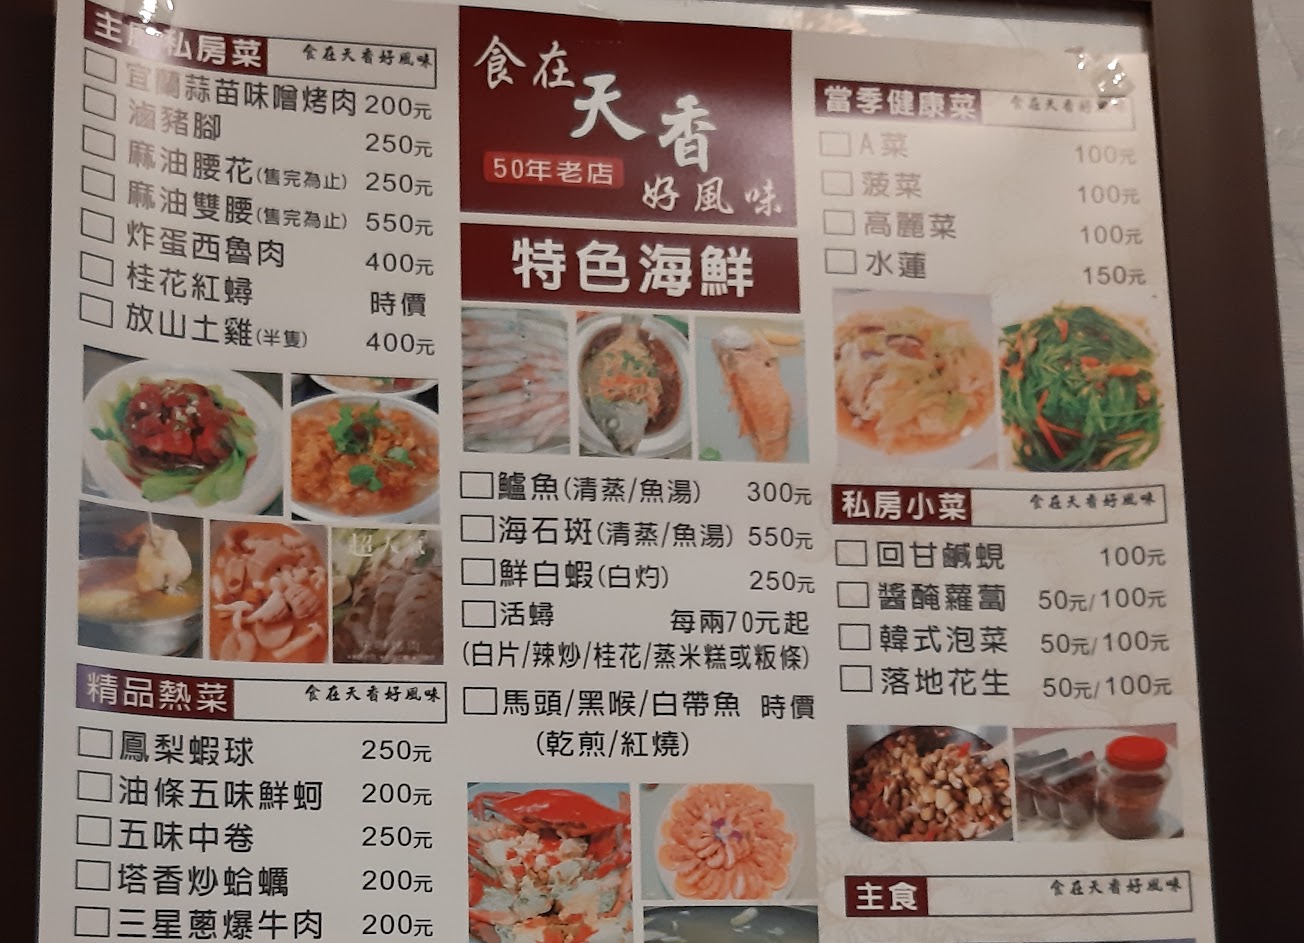 主廚私房菜 食在天香好風味
宜蘭蒜苗味噌烤肉 200元
滷豬腳 250元
麻油腰花(售完為止) 250元
麻油雙腰(售完為止) 550元
炸蛋西魯肉 400元
桂花紅蟳 時價
放山土雞(半隻) 400元
超人氣
精品熱菜 食在天香好風味
鳳梨蝦球 250元
油條五味鮮蚵 200元
五味中卷 250元
塔香炒蛤蠣 200元
三星蔥爆牛肉 200元
食在
天香
50年老店
好風味
特色海鮮
鱸魚(清蒸/魚湯) 300元
海石斑(清蒸/魚湯) 550元
鮮白蝦(白灼) 250元
活蟳 每兩70元起
(白片/辣炒/桂花/蒸米糕或粄條)
馬頭/黑喉/白帶魚 時價
(乾煎/紅燒)
當季健康菜 食在天香好風味
A菜 100元
菠菜 100元
高麗菜 100元
水蓮 150元
私房小菜 食在天香好風味
回甘鹹蜆 100元
醬醃蘿蔔 50元/100元
韓式泡菜 50元/100元
落地花生 50元/100元
主食 食在天香好風味